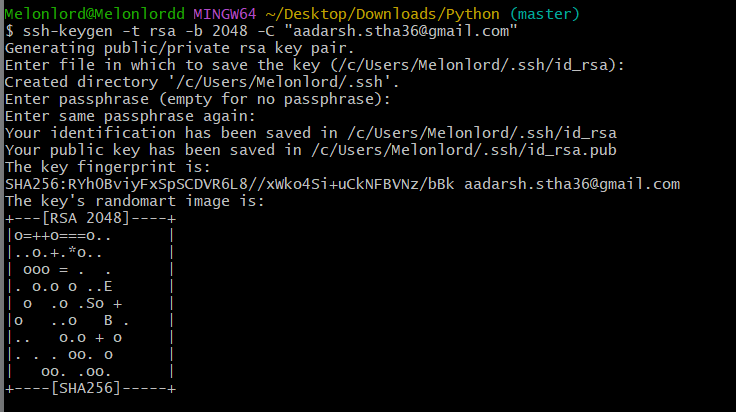 Melonlord@Melonlordd MINGW64 ~/Desktop/Downloads/Python (master)
$ ssh-keygen -t rsa -b 2048 -C "aadarsh.stha36@gmail.com"
Generating public/private rsa key pair.
Enter file in which to save the key (/c/Users/Melonlord/.ssh/id_rsa):
Created directory '/c/Users/Melonlord/.ssh'.
Enter passphrase (empty for no passphrase):
Enter same passphrase again:
Your identification has been saved in /c/Users/Melonlord/.ssh/id_rsa
Your public key has been saved in /c/Users/Melonlord/.ssh/id_rsa.pub
The key fingerprint is:
SHA256:RYhOBviyFxSpSCDVR6L8//xWko4Si+uCkNFBVNz/bBk aadarsh.stha36@gmail.com
The key's randomart image is:
+---[RSA 2048]----+
|o=++o===o..      |
|..o.+.*o..       |
| ooo = .  .      |
|. o.o o ..E      |
| o  .o .So +     |
|o   ..o   B .    |
|..   o.o + o     |
|. . . oo. o      |
|   oo. .oo.      |
+----[SHA256]-----+